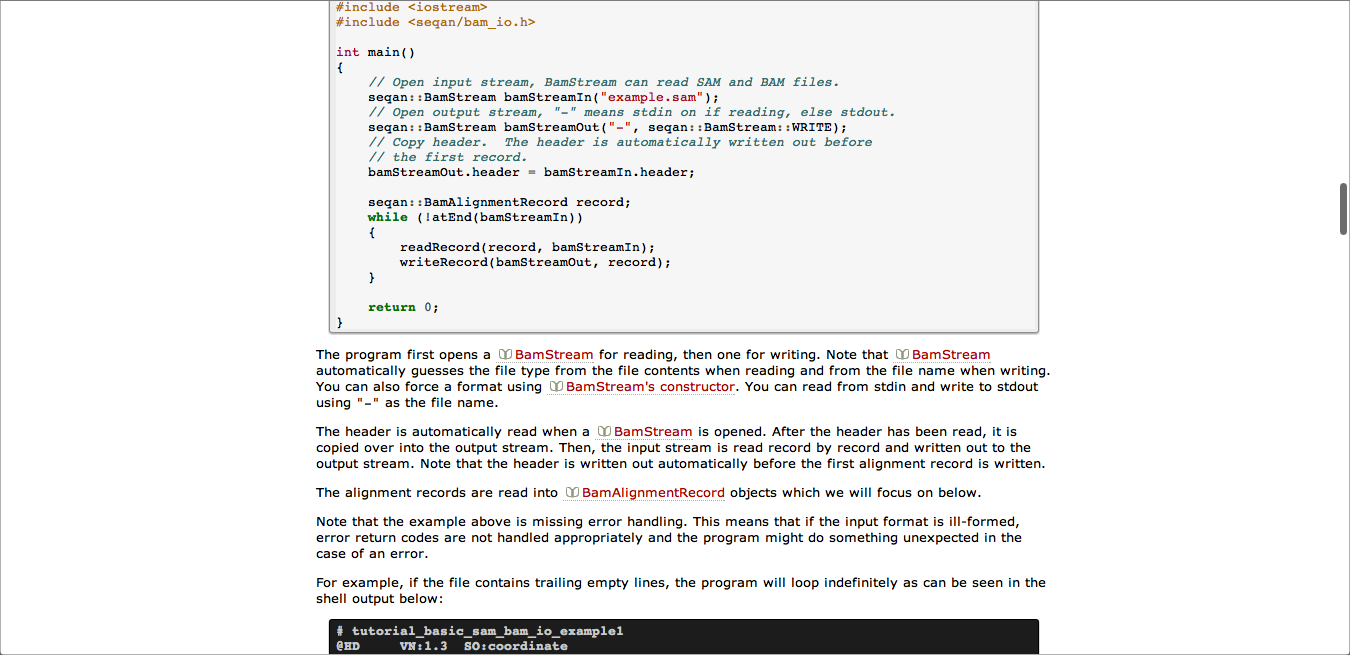 #include <iostream>
#include <seqan/bam_io.h>
int main()
{
// Open input stream, BamStream can read SAM and BAM files.
seqan::BamStream bamStreamIn("example.sam");
// Open output stream, "-" means stdin on if reading, else stdout.
seqan::BamStream bamStreamOut("-", seqan::BamStream::WRITE);
// Copy header.  The header is automatically written out before
// the first record.
bamStreamOut.header = bamStreamIn.header;
seqan::BamAlignmentRecord record;
while (!atEnd(bamStreamIn))
{
readRecord(record, bamStreamIn);
writeRecord(bamStreamOut, record);
}
return 0;
}
The program first opens a BamStream for reading, then one for writing. Note that BamStream
automatically guesses the file type from the file contents when reading and from the file name when writing.
You can also force a format using BamStream's constructor. You can read from stdin and write to stdout
using "-" as the file name.
The header is automatically read when a BamStream is opened. After the header has been read, it is
copied over into the output stream. Then, the input stream is read record by record and written out to the
output stream. Note that the header is written out automatically before the first alignment record is written.
The alignment records are read into BamAlignmentRecord objects which we will focus on below.
Note that the example above is missing error handling. This means that if the input format is ill-formed,
error return codes are not handled appropriately and the program might do something unexpected in the
case of an error.
For example, if the file contains trailing empty lines, the program will loop indefinitely as can be seen in the
shell output below:
# tutorial_basic_sam_bam_io_example1
@HD VN:1.3 SO:coordinate